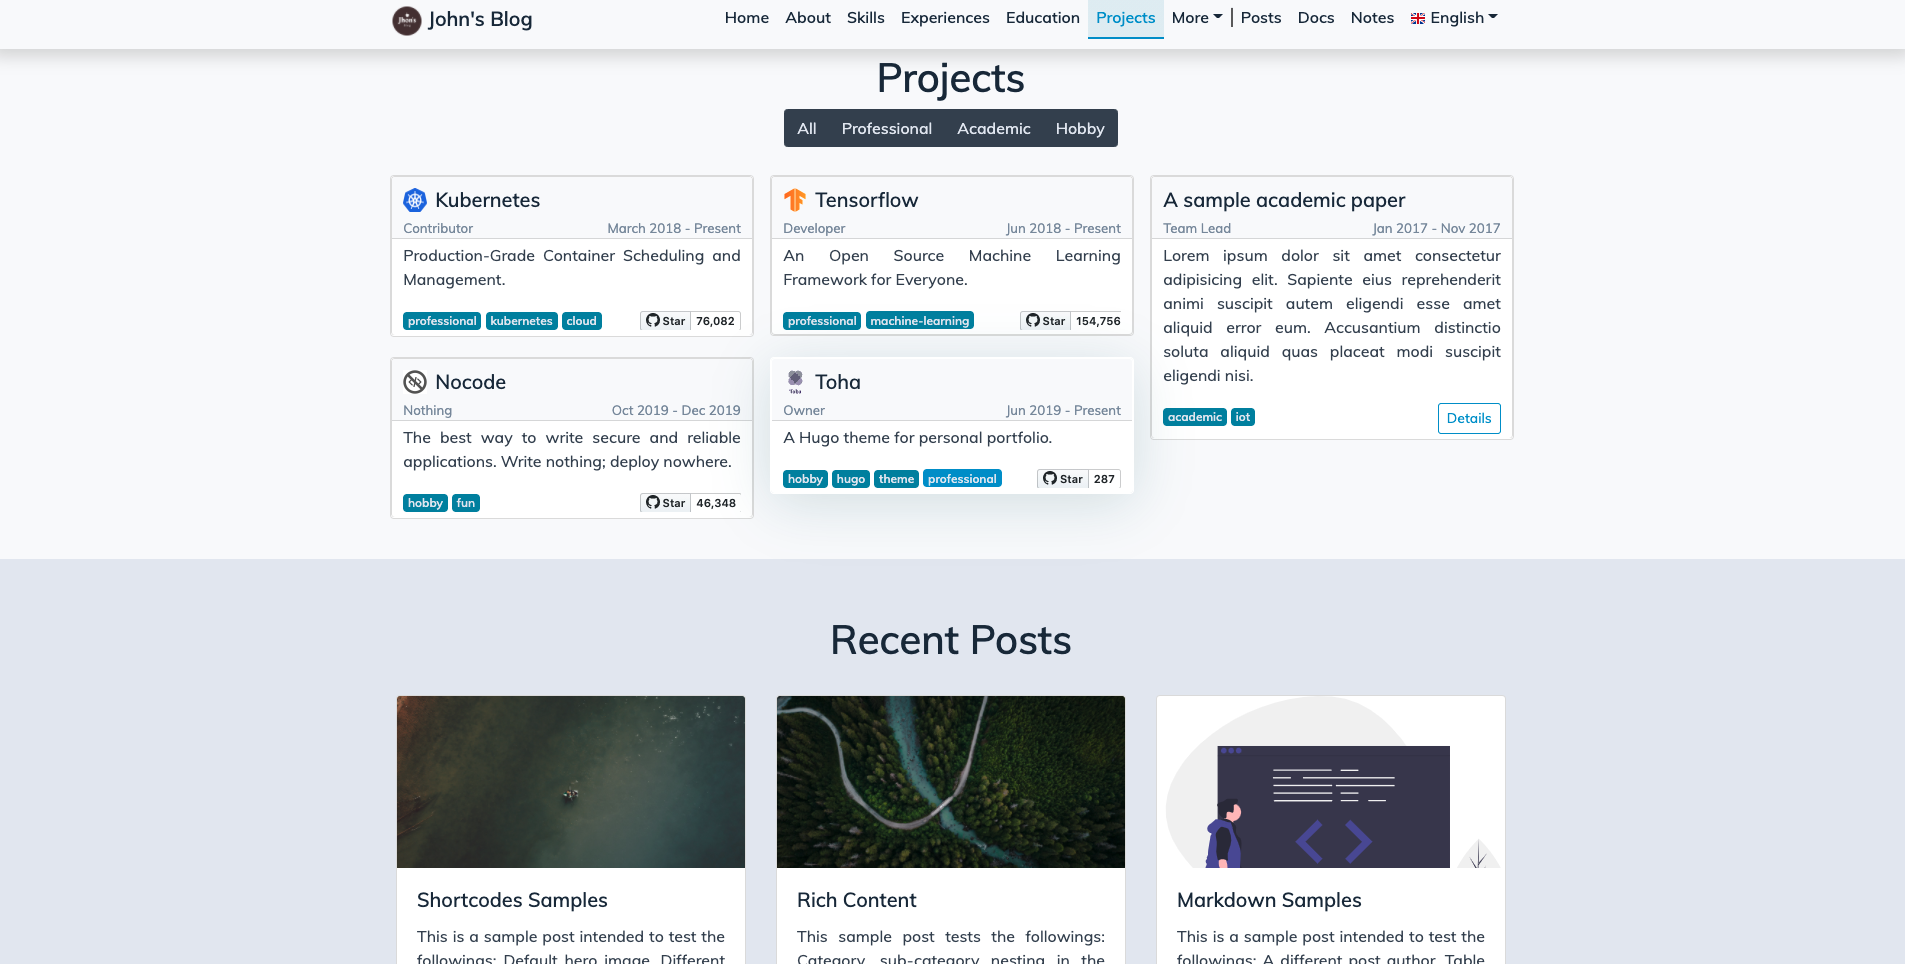 John's Blog
Home About Skills Experiences Education Projects More Posts Docs Notes English
Projects
All Professional Academic Hobby
Kubernetes
Contributor March 2018 - Present
Production-Grade Container Scheduling and
Management.
professional kubernetes cloud Star 76,082
Tensorflow
Developer Jun 2018 - Present
An Open Source Machine Learning
Framework for Everyone.
professional machine-learning Star 154,756
A sample academic paper
Team Lead Jan 2017 - Nov 2017
Lorem ipsum dolor sit amet consectetur
adipisicing elit. Sapiente eius reprehenderit
animi suscipit autem eligendi esse amet
aliquid error eum. Accusantium distinctio
soluta aliquid quas placeat modi suscipit
eligendi nisi.
academic iot Details
Nocode
Nothing Oct 2019 - Dec 2019
The best way to write secure and reliable
applications. Write nothing; deploy nowhere.
hobby fun Star 46,348
Toha
Toha
Owner Jun 2019 - Present
A Hugo theme for personal portfolio.
hobby hugo theme professional Star 287
Recent Posts
Shortcodes Samples
This is a sample post intended to test the
followings: Default hero image. Different
Rich Content
This sample post tests the followings:
Category, sub-category nesting in the
Markdown Samples
This is a sample post intended to test the
followings: A different post author. Table